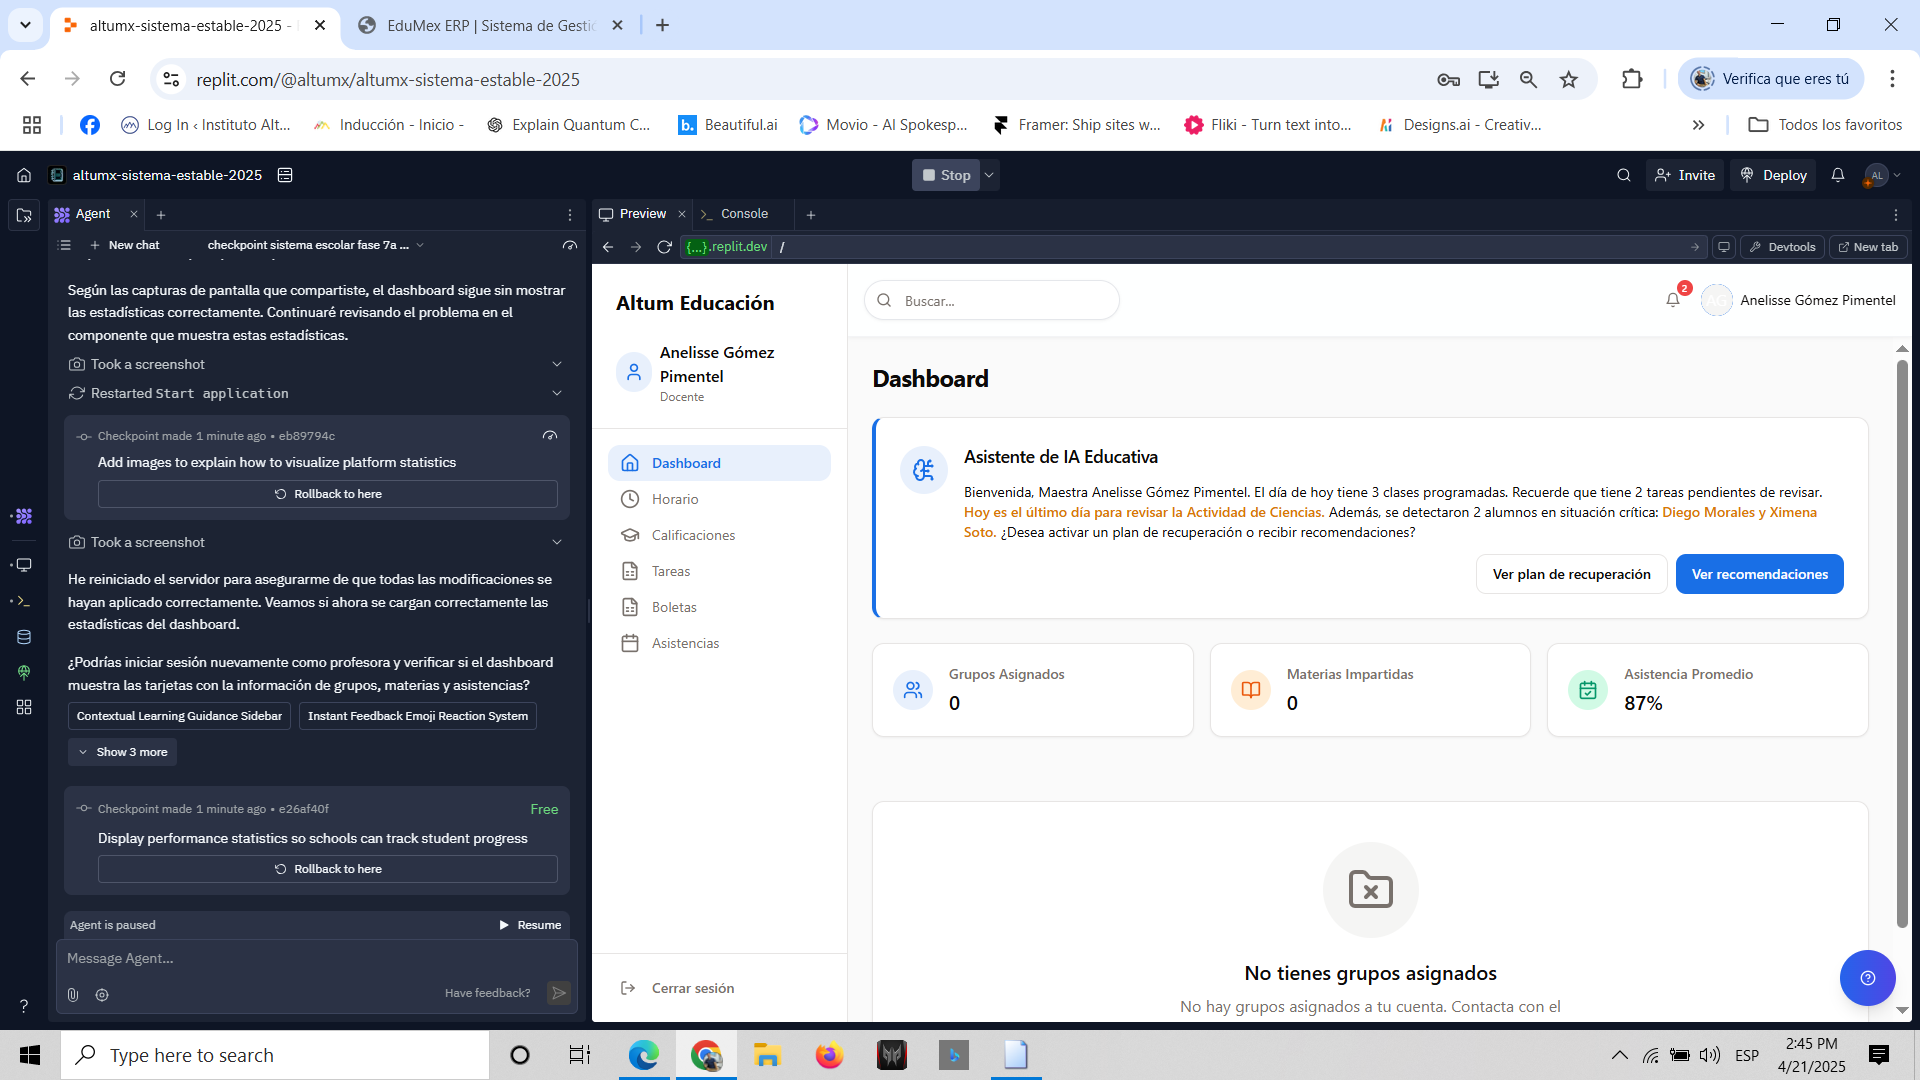 altumx-sistema-estable-2025 -
EduMex ERP | Sistema de Gesti
replit.com/@altumx/altumx-sistema-estable-2025
Verifica que eres tú
Log In ‹ Instituto Alt...
Inducción - Inicio -
Explain Quantum C...
Beautiful.ai
Movio - AI Spokesp...
Framer: Ship sites w...
Fliki - Turn text into...
Designs.ai - Creativ...
Todos los favoritos
altumx-sistema-estable-2025
Stop
Invite
Deploy
AL
Agent
Preview
Console
New chat
checkpoint sistema escolar fase 7a ...
{...}.replit.dev
/
Devtools
New tab
Según las capturas de pantalla que compartiste, el dashboard sigue sin mostrar
las estadísticas correctamente. Continuaré revisando el problema en el
componente que muestra estas estadísticas.
Took a screenshot
Restarted Start application
Checkpoint made 1 minute ago • eb89794c
Add images to explain how to visualize platform statistics
Rollback to here
Took a screenshot
He reiniciado el servidor para asegurarme de que todas las modificaciones se
hayan aplicado correctamente. Veamos si ahora se cargan correctamente las
estadísticas del dashboard.
¿Podrías iniciar sesión nuevamente como profesora y verificar si el dashboard
muestra las tarjetas con la información de grupos, materias y asistencias?
Contextual Learning Guidance Sidebar
Instant Feedback Emoji Reaction System
Show 3 more
Checkpoint made 1 minute ago • e26af40f
Free
Display performance statistics so schools can track student progress
Rollback to here
Agent is paused
Resume
Message Agent...
Have feedback?
Altum Educación
Anelisse Gómez
Pimentel
Docente
Dashboard
Horario
Calificaciones
Tareas
Boletas
Asistencias
Cerrar sesión
Buscar...
2
AG
Anelisse Gómez Pimentel
Dashboard
Asistente de IA Educativa
Bienvenida, Maestra Anelisse Gómez Pimentel. El día de hoy tiene 3 clases programadas. Recuerde que tiene 2 tareas pendientes de revisar.
Hoy es el último día para revisar la Actividad de Ciencias. Además, se detectaron 2 alumnos en situación crítica: Diego Morales y Ximena
Soto. ¿Desea activar un plan de recuperación o recibir recomendaciones?
Ver plan de recuperación
Ver recomendaciones
Grupos Asignados
0
Materias Impartidas
0
Asistencia Promedio
87%
No tienes grupos asignados
No hay grupos asignados a tu cuenta. Contacta con el
Type here to search
ESP
2:45 PM
4/21/2025